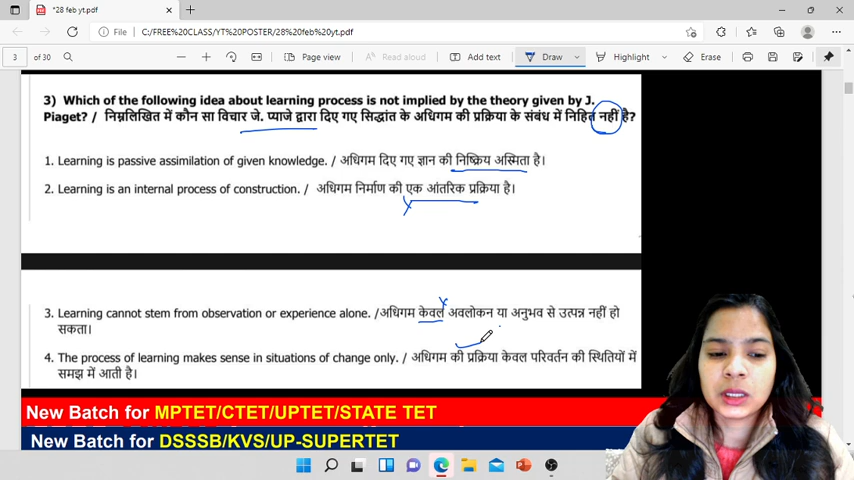 *28 feb yt.pdf
File C:/FREE CLASS/YT POSTER/28 feb yt.pdf
3 of 30 Page view Read aloud Add text Draw Highlight Erase Share
3) Which of the following idea about learning process is not implied by the theory given by J.
Piaget? / निम्नलिखित में कौन सा विचार जे. प्याजे द्वारा दिए गए सिद्धांत के अधिगम की प्रक्रिया के संबंध में निहित नहीं है?
1. Learning is passive assimilation of given knowledge. / अधिगम दिए गए ज्ञान की निष्क्रिय अस्मिता है।
2. Learning is an internal process of construction. / अधिगम निर्माण की एक आंतरिक प्रक्रिया है।
3. Learning cannot stem from observation or experience alone. /अधिगम केवल अवलोकन या अनुभव से उत्पन्न नहीं हो
सकता।
4. The process of learning makes sense in situations of change only. / अधिगम की प्रक्रिया केवल परिवर्तन की स्थितियों में
समझ में आती है।
New Batch for MPTET/CTET/UPTET/STATE TET
New Batch for DSSSB/KVS/UP-SUPERTET